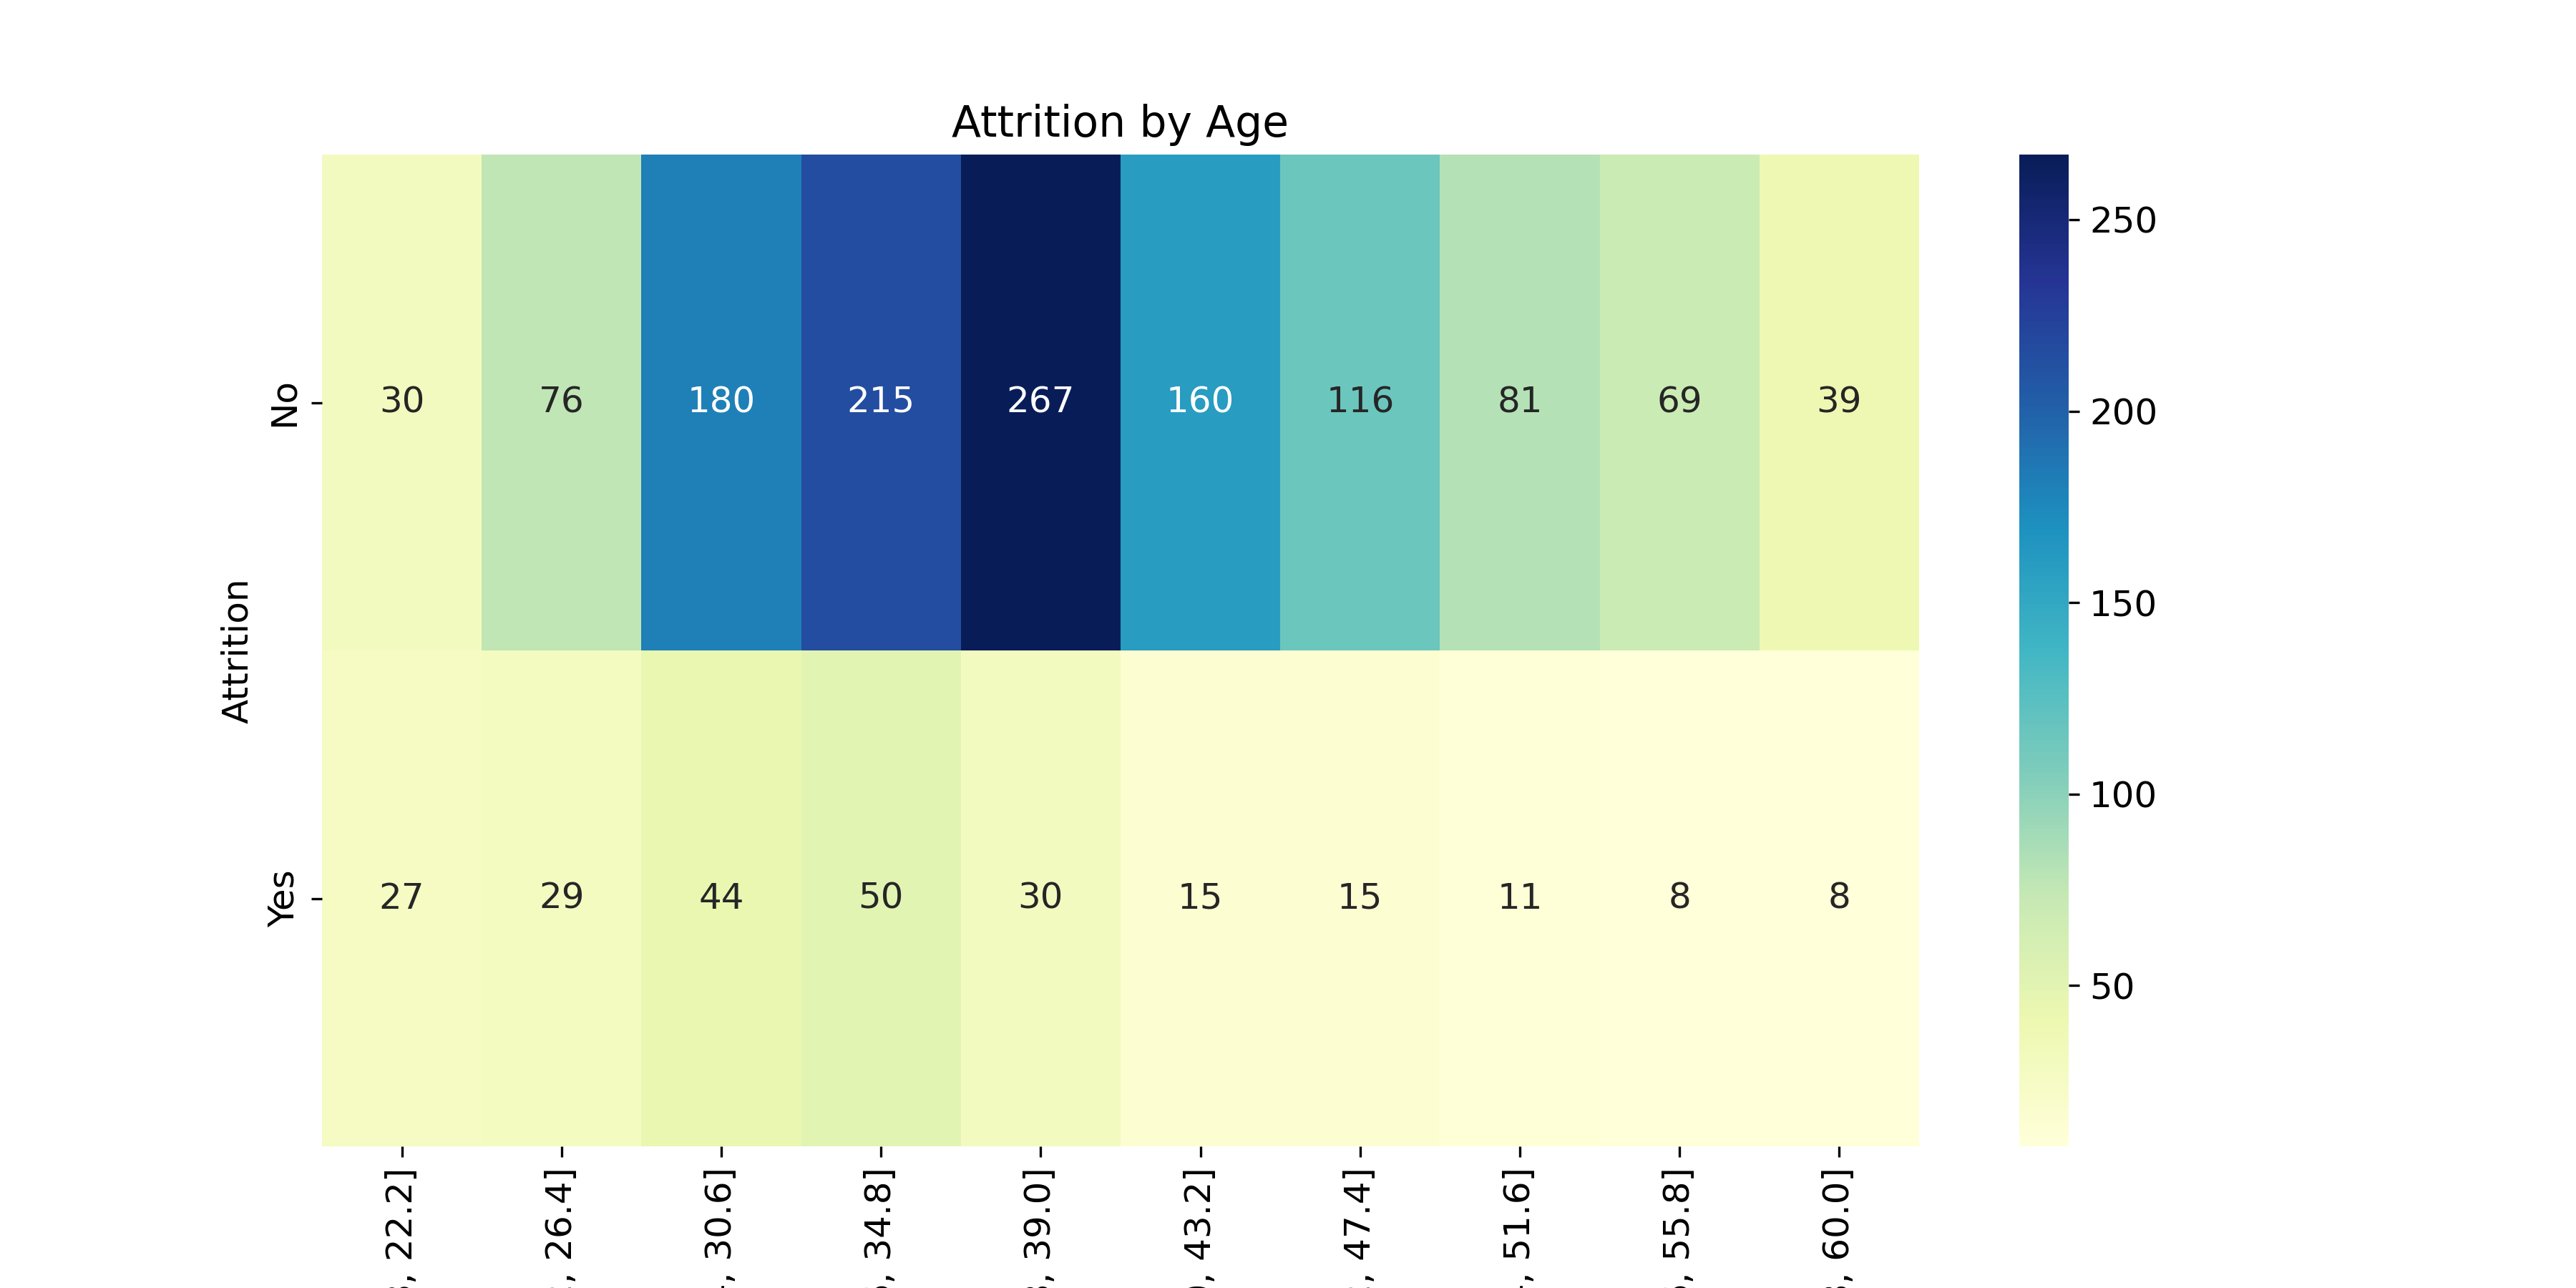 Attrition by Age
No
30 76 180 215 267 160 116 81 69 39
Attrition
Yes
27 29 44 50 30 15 15 11 8 8
250
200
150
100
50
, 22.2] , 26.4] , 30.6] , 34.8] , 39.0] , 43.2] , 47.4] , 51.6] , 55.8] , 60.0]